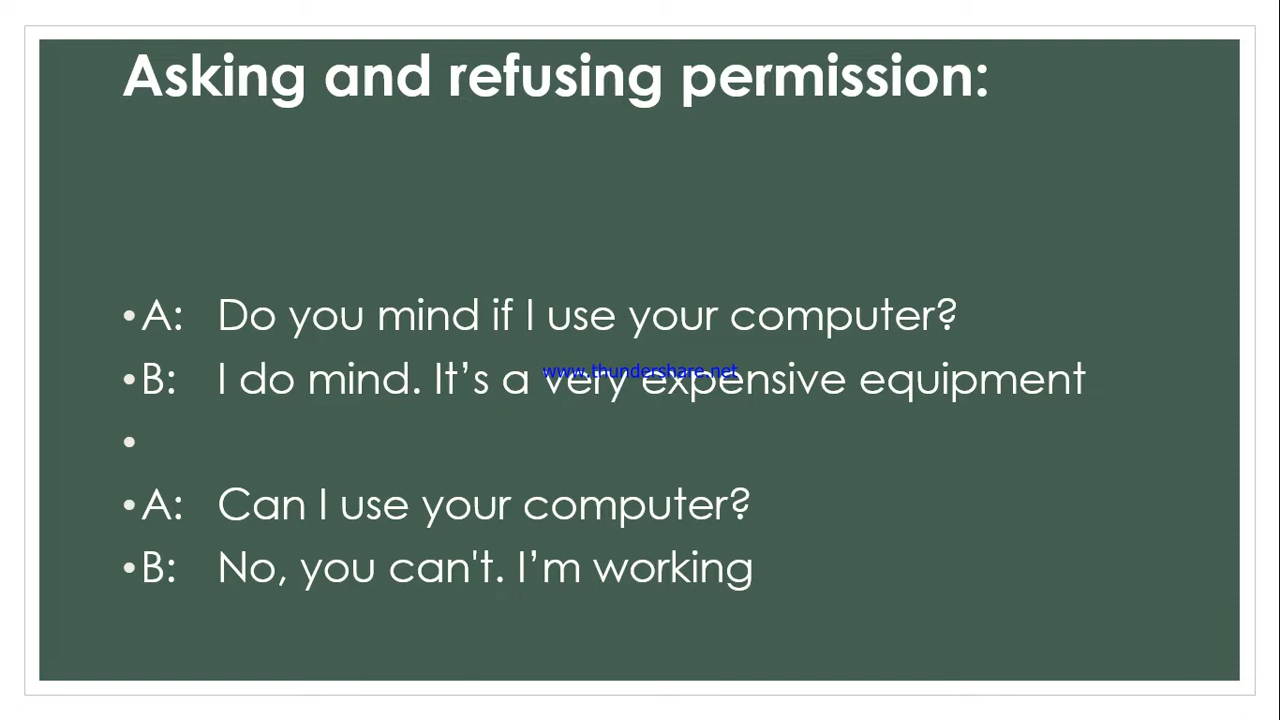 Asking and refusing permission:
• A: Do you mind if I use your computer?
www.thundershare.net
• B: I do mind. It’s a very expensive equipment
•
• A: Can I use your computer?
• B: No, you can't. I’m working